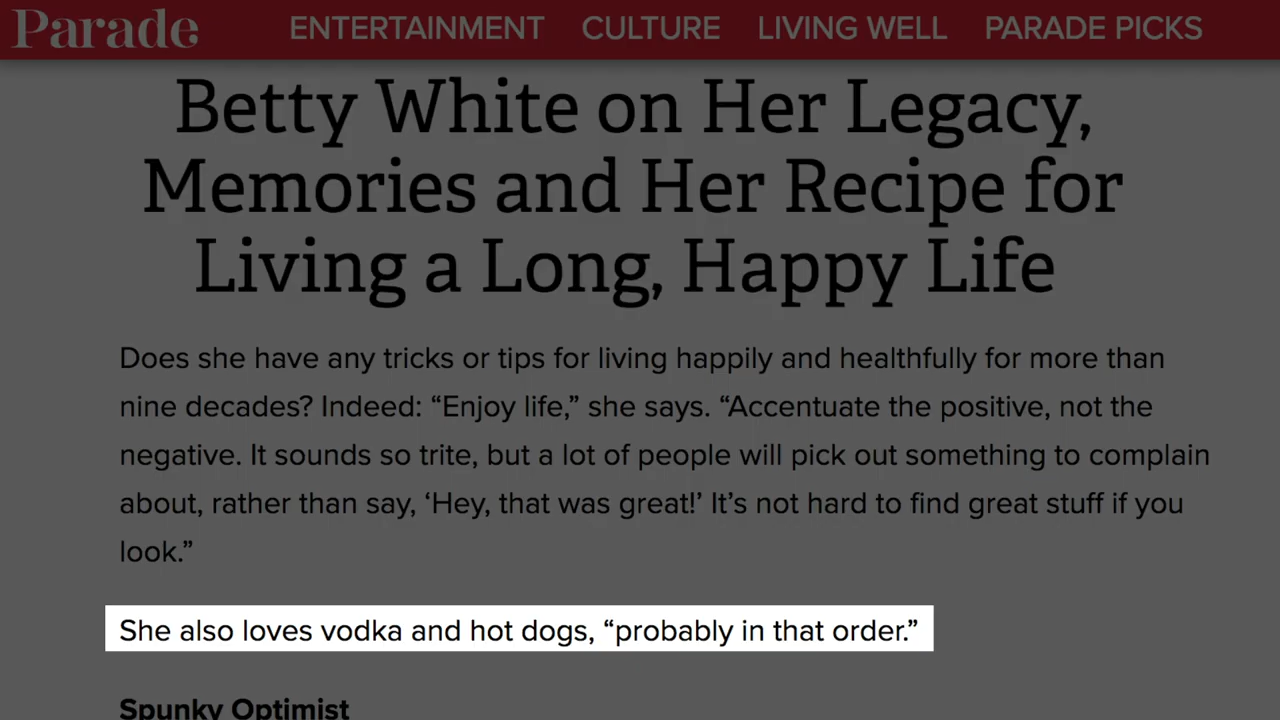 Parade ENTERTAINMENT CULTURE LIVING WELL PARADE PICKS
Betty White on Her Legacy,
Memories and Her Recipe for
Living a Long, Happy Life
Does she have any tricks or tips for living happily and healthfully for more than
nine decades? Indeed: “Enjoy life,” she says. “Accentuate the positive, not the
negative. It sounds so trite, but a lot of people will pick out something to complain
about, rather than say, ‘Hey, that was great!’ It’s not hard to find great stuff if you
look.”
She also loves vodka and hot dogs, “probably in that order.”
Spunky Optimist